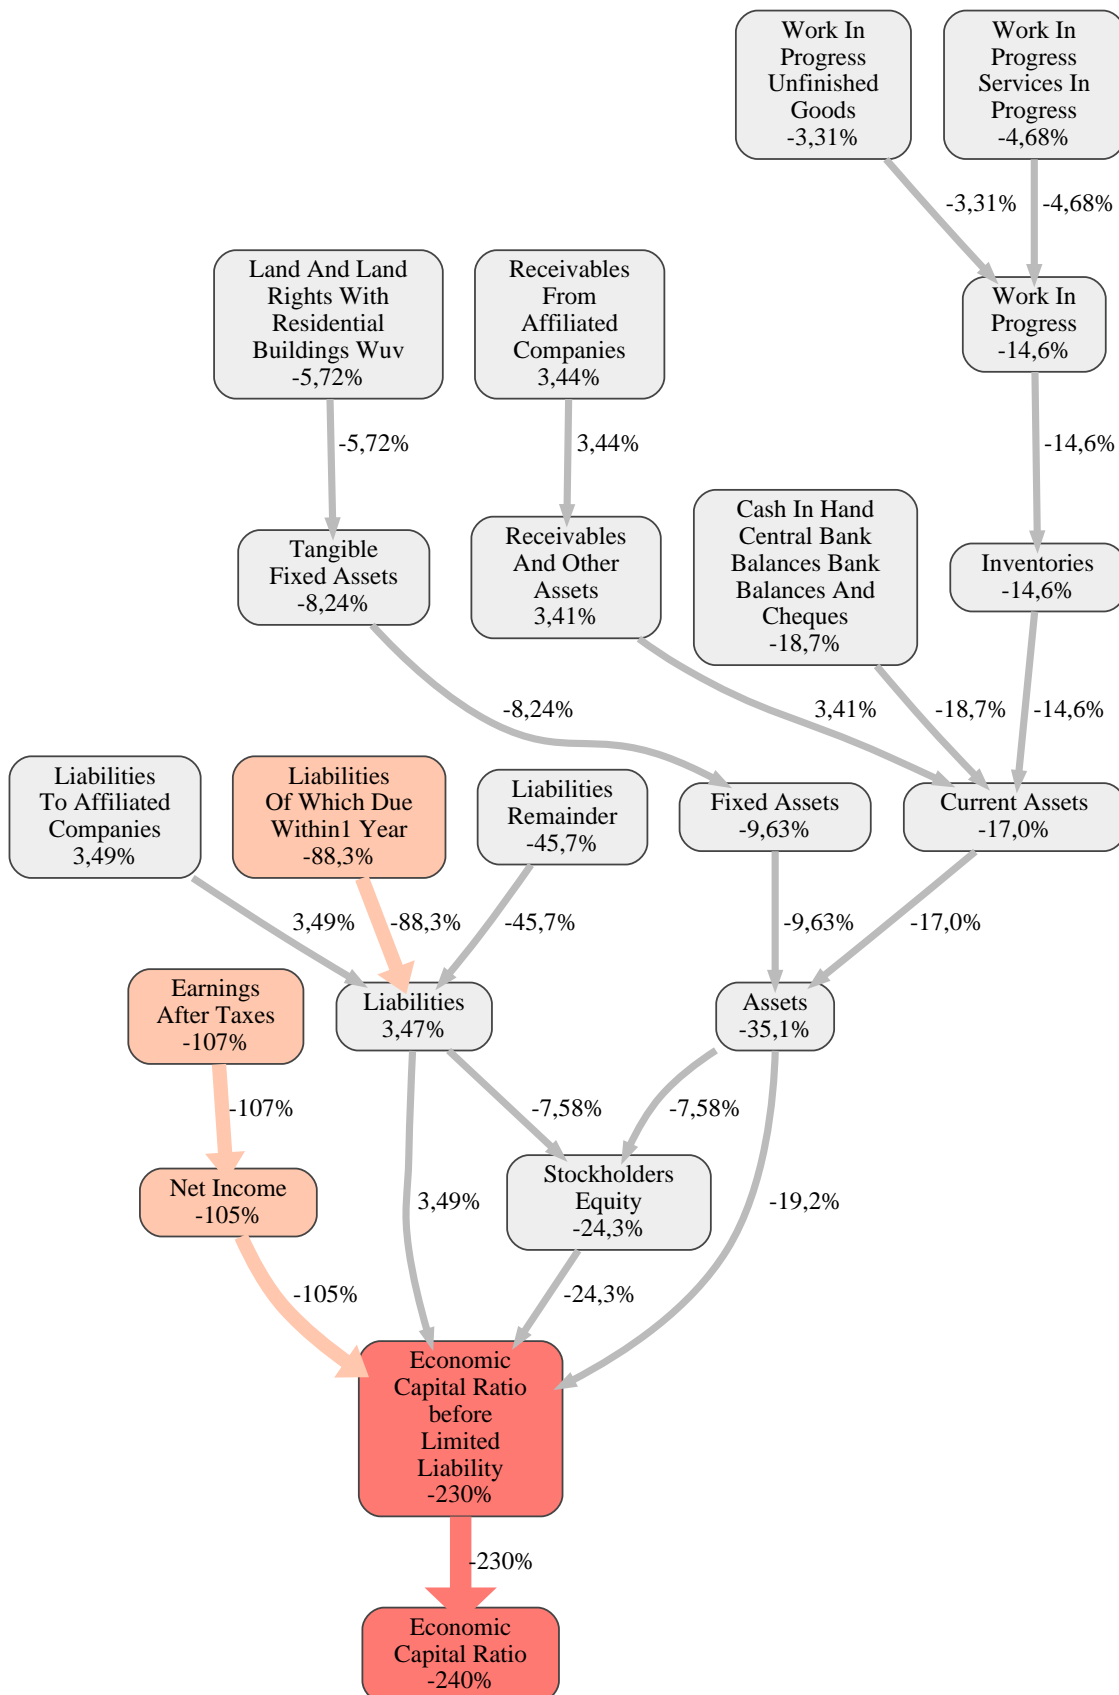 Work In
Progress
Unfinished
Goods
-3,31%
Work In
Progress
Services In
Progress
-4,68%
-3,31%
-4,68%
Land And Land
Rights With
Residential
Buildings Wuv
-5,72%
Receivables
From
Affiliated
Companies
3,44%
Work In
Progress
-14,6%
-5,72%
3,44%
-14,6%
Tangible
Fixed Assets
-8,24%
Receivables
And Other
Assets
3,41%
Cash In Hand
Central Bank
Balances Bank
Balances And
Cheques
-18,7%
Inventories
-14,6%
-8,24%
3,41%
-18,7%
-14,6%
Liabilities
To Affiliated
Companies
3,49%
Liabilities
Of Which Due
Within1 Year
-88,3%
Liabilities
Remainder
-45,7%
Fixed Assets
-9,63%
Current Assets
-17,0%
3,49%
-88,3%
-45,7%
-9,63%
-17,0%
Earnings
After Taxes
-107%
Liabilities
3,47%
Assets
-35,1%
-107%
-7,58%
-7,58%
Net Income
-105%
3,49%
Stockholders
Equity
-24,3%
-19,2%
-105%
-24,3%
Economic
Capital Ratio
before
Limited
Liability
-230%
-230%
Economic
Capital Ratio
-240%